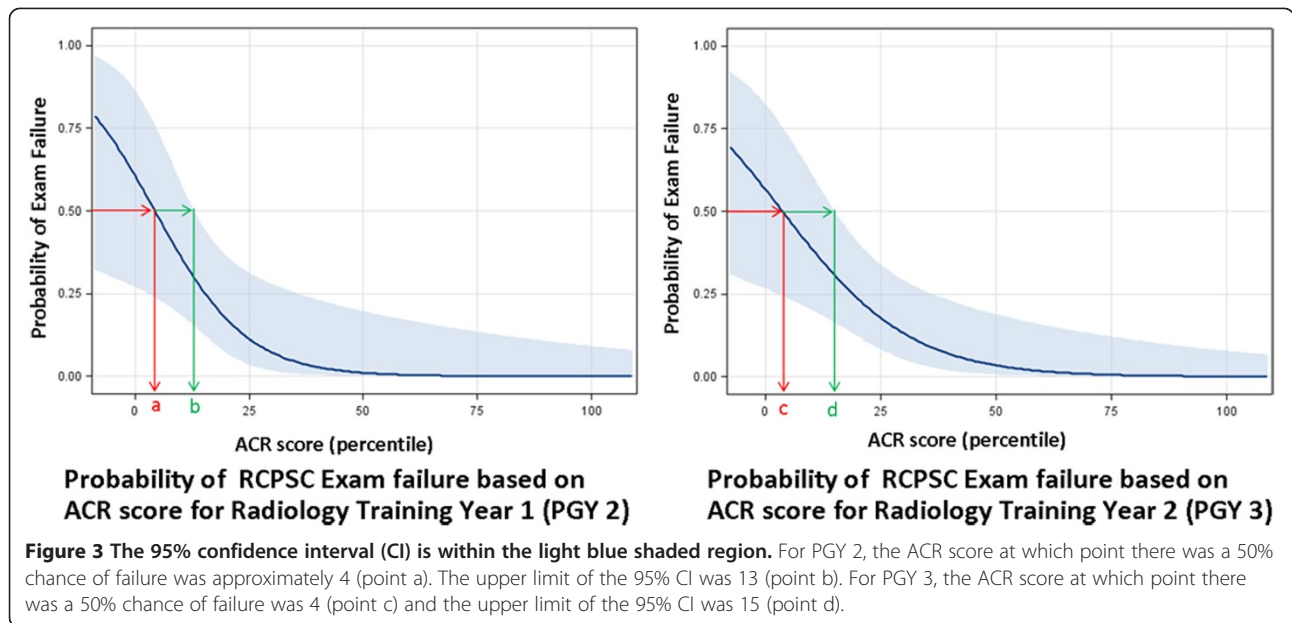 1.00
0.75
0.50
0.25
0.00
Probability of Exam Failure
0
a
b
25
50
75
100
ACR score (percentile)
Probability of RCPSC Exam failure based on
ACR score for Radiology Training Year 1 (PGY 2)
1.00
0.75
0.50
0.25
0.00
Probability of Exam Failure
0
c
d
25
50
75
100
ACR score (percentile)
Probability of RCPSC Exam failure based on
ACR score for Radiology Training Year 2 (PGY 3)
Figure 3 The 95% confidence interval (CI) is within the light blue shaded region. For PGY 2, the ACR score at which point there was a 50%
chance of failure was approximately 4 (point a). The upper limit of the 95% CI was 13 (point b). For PGY 3, the ACR score at which point there
was a 50% chance of failure was 4 (point c) and the upper limit of the 95% CI was 15 (point d).